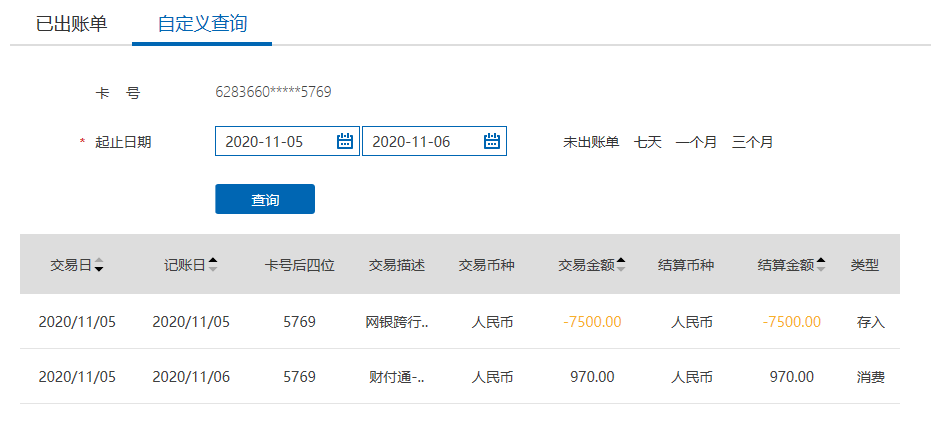 已出账单 自定义查询
卡 号 6283660*****5769
* 起止日期 2020-11-05 2020-11-06 未出账单 七天 一个月 三个月
查询
交易日 记账日 卡号后四位 交易描述 交易币种 交易金额 结算币种 结算金额 类型
2020/11/05 2020/11/05 5769 网银跨行.. 人民币 -7500.00 人民币 -7500.00 存入
2020/11/05 2020/11/06 5769 财付通-.. 人民币 970.00 人民币 970.00 消费